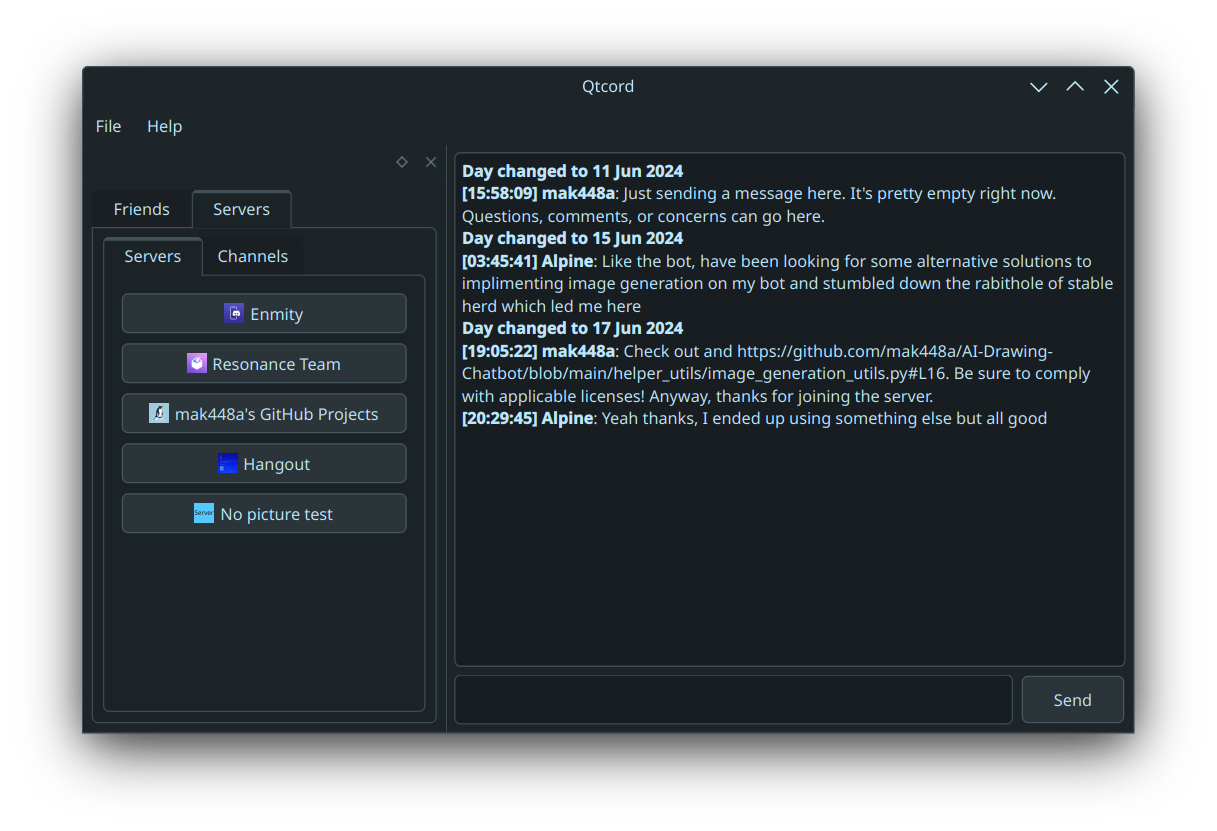 Qtcord
File Help
Friends Servers
Servers Channels
Enmity
Resonance Team
mak448a's GitHub Projects
Hangout
Server No picture test
Day changed to 11 Jun 2024
[15:58:09] mak448a: Just sending a message here. It's pretty empty right now.
Questions, comments, or concerns can go here.
Day changed to 15 Jun 2024
[03:45:41] Alpine: Like the bot, have been looking for some alternative solutions to
implimenting image generation on my bot and stumbled down the rabithole of stable
herd which led me here
Day changed to 17 Jun 2024
[19:05:22] mak448a: Check out and https://github.com/mak448a/AI-Drawing-
Chatbot/blob/main/helper_utils/image_generation_utils.py#L16. Be sure to comply
with applicable licenses! Anyway, thanks for joining the server.
[20:29:45] Alpine: Yeah thanks, I ended up using something else but all good
Send